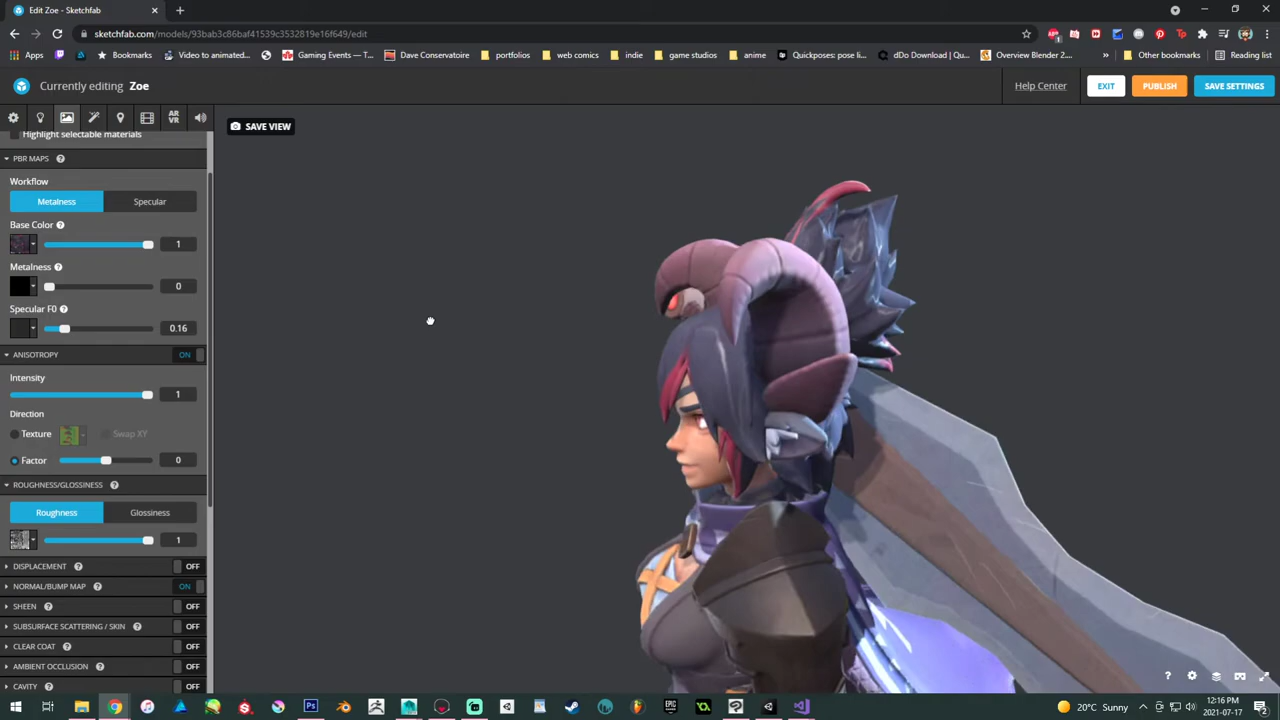 Edit Zoe - Sketchfab
sketchfab.com/models/93bab3c86baf41539c3532819e16f649/edit
Apps
Bookmarks
Video to animated...
Gaming Events — T...
Dave Conservatoire
portfolios
web comics
indie
game studios
anime
Quickposes: pose li...
dDo Download | Qu...
Overview Blender 2....
Other bookmarks
Reading list
Currently editing Zoe
Help Center
EXIT
PUBLISH
SAVE SETTINGS
AR
VR
SAVE VIEW
Highlight selectable materials
PBR MAPS
Workflow
Metalness Specular
Base Color
1
Metalness
0
Specular F0
0.16
ANISOTROPY ON
Intensity
1
Direction
Texture Swap XY
Factor 0
ROUGHNESS/GLOSSINESS
Roughness Glossiness
1
DISPLACEMENT OFF
NORMAL/BUMP MAP ON
SHEEN OFF
SUBSURFACE SCATTERING / SKIN OFF
CLEAR COAT OFF
AMBIENT OCCLUSION OFF
CAVITY OFF
20°C Sunny
12:16 PM
2021-07-17